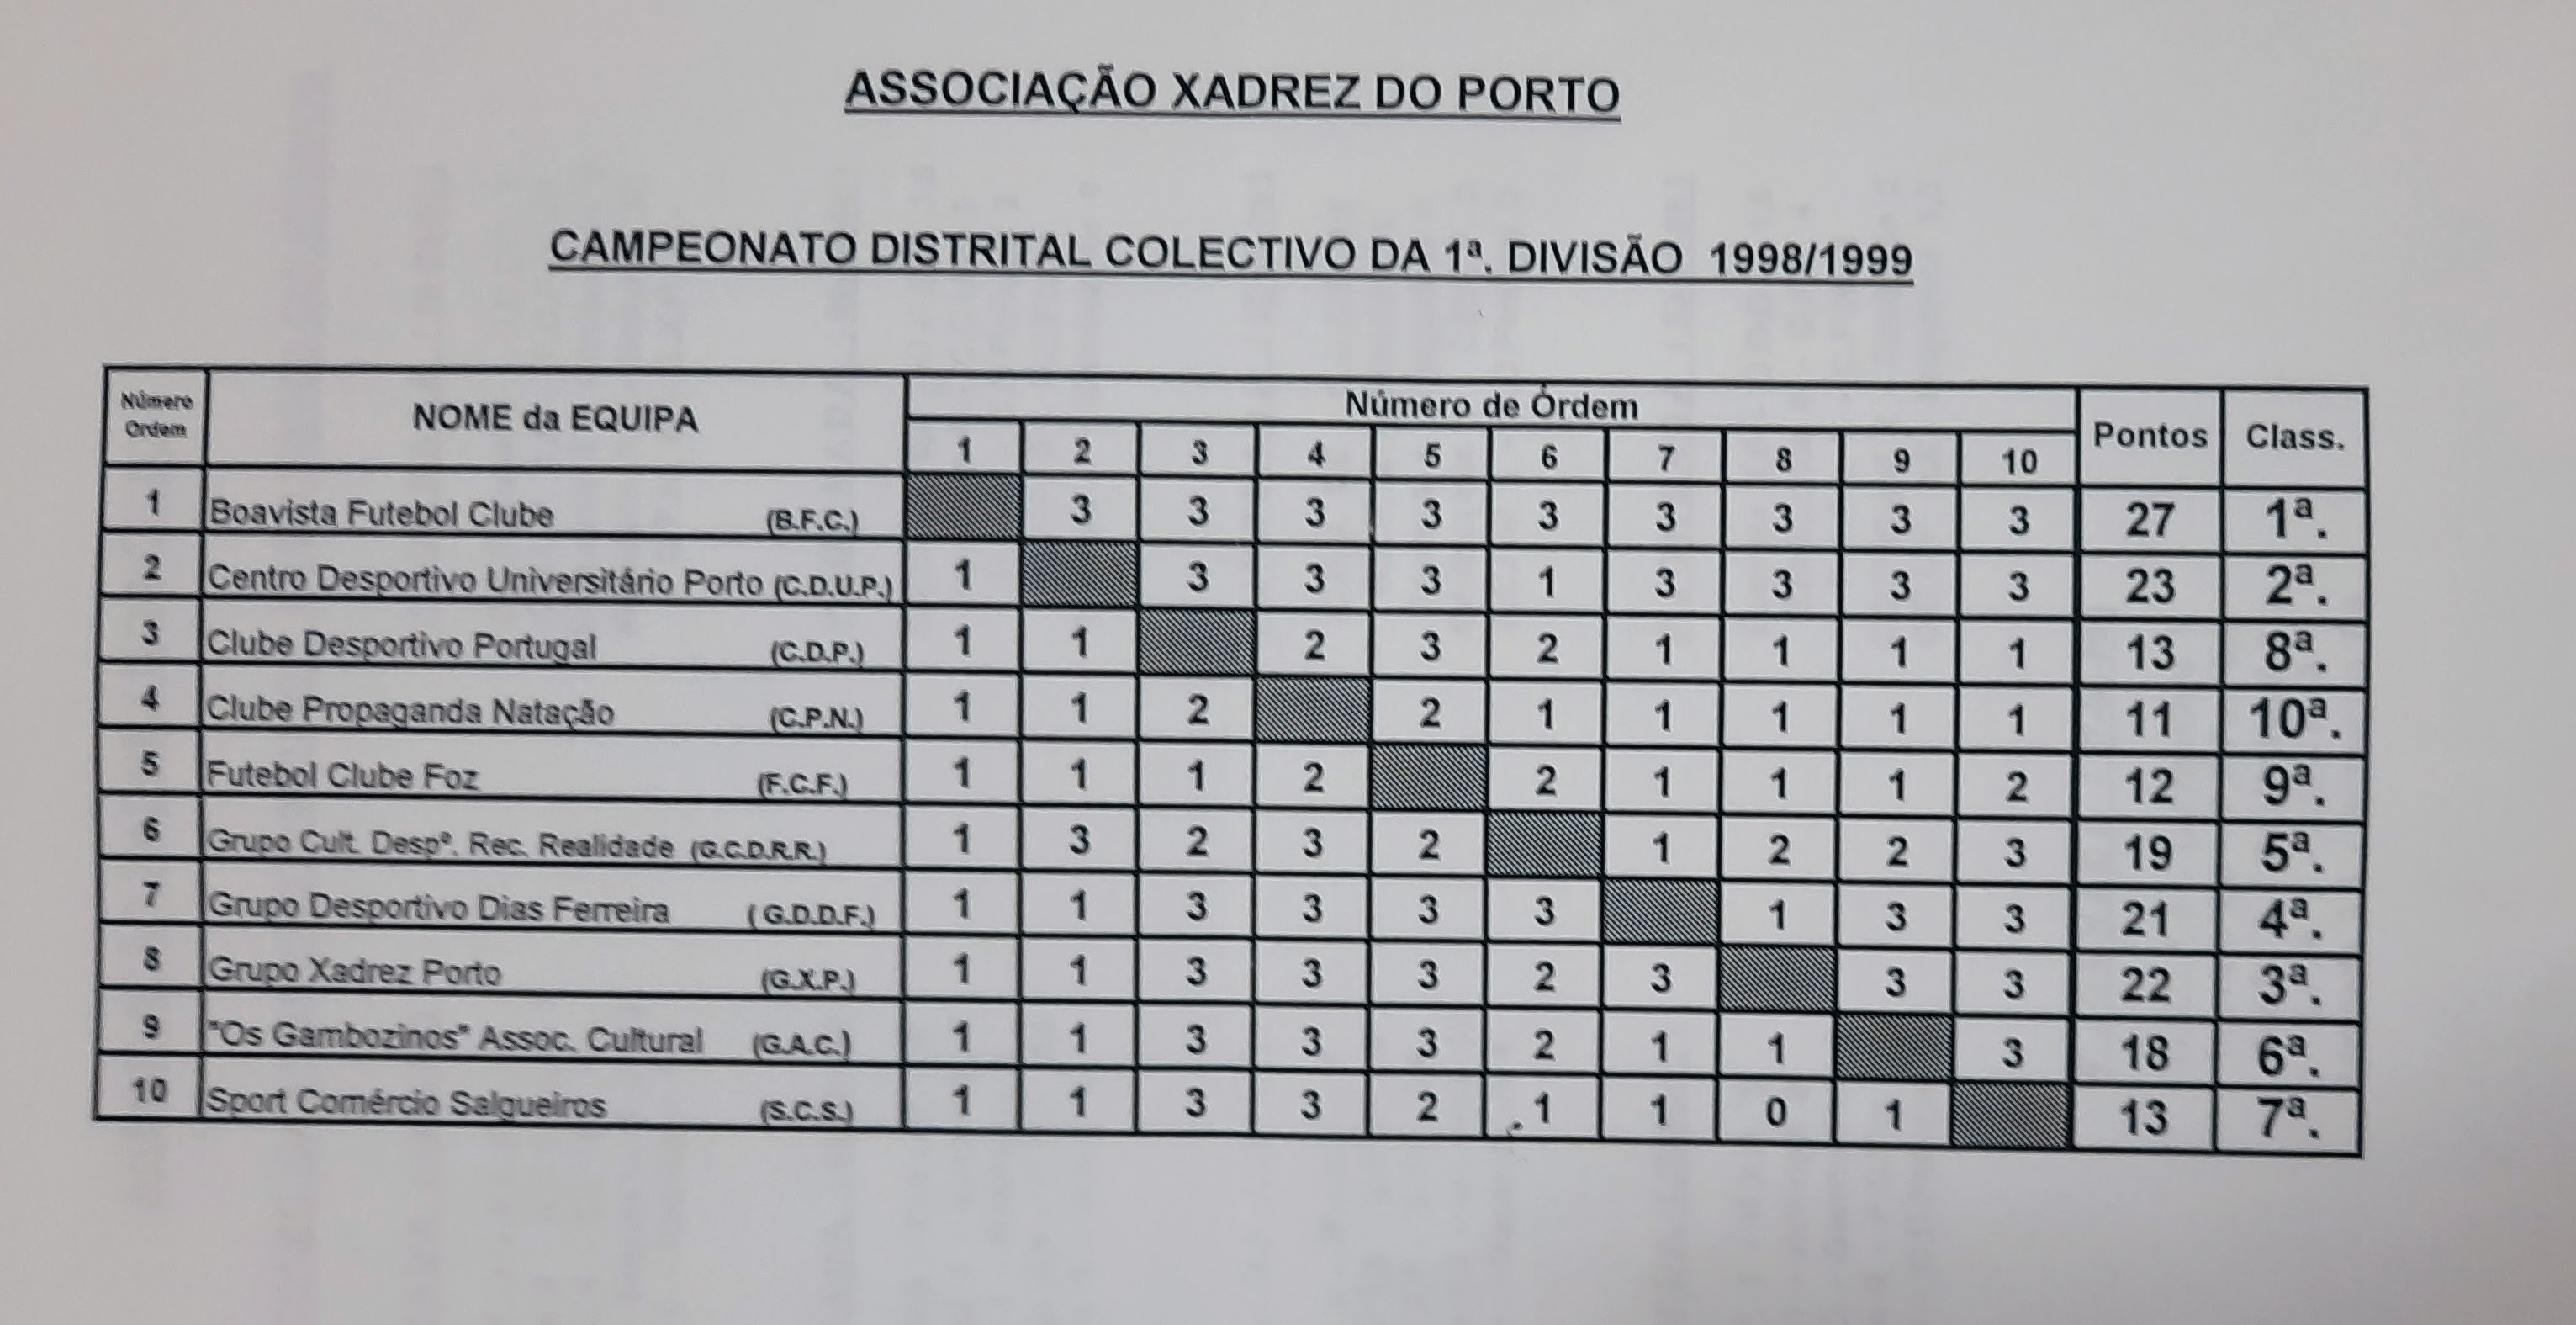 ASSOCIAÇÃO XADREZ DO PORTO
CAMPEONATO DISTRITAL COLECTIVO DA 1ª. DIVISÃO 1998/1999
Número Ordem NOME da EQUIPA Número de Órdem Pontos Class.
1 2 3 4 5 6 7 8 9 10
1 Boavista Futebol Clube (B.F.C.) 3 3 3 3 3 3 3 3 3 27 1ª.
2 Centro Desportivo Universitário Porto (C.D.U.P.) 1 3 3 3 1 3 3 3 3 23 2ª.
3 Clube Desportivo Portugal (C.D.P.) 1 1 2 3 2 1 1 1 1 13 8ª.
4 Clube Propaganda Natação (C.P.N.) 1 1 2 2 1 1 1 1 1 11 10ª.
5 Futebol Clube Foz (F.C.F.) 1 1 1 2 2 1 1 1 2 12 9ª.
6 Grupo Cult. Despº. Rec. Realidade (G.C.D.R.R.) 1 3 2 3 2 1 2 2 3 19 5ª.
7 Grupo Desportivo Dias Ferreira ( G.D.D.F.) 1 1 3 3 3 3 1 3 3 21 4ª.
8 Grupo Xadrez Porto (G.X.P.) 1 1 3 3 3 2 3 3 3 22 3ª.
9 "Os Gambozinos" Assoc. Cultural (G.A.C.) 1 1 3 3 3 2 1 1 3 18 6ª.
10 Sport Comércio Salgueiros (S.C.S.) 1 1 3 3 2 1 1 0 1 13 7ª.